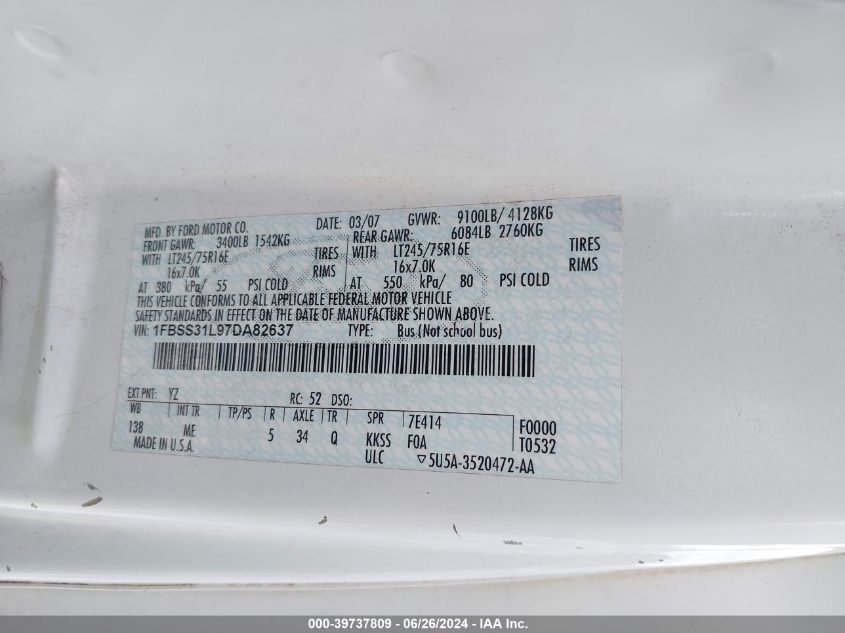 MFD. BY FORD MOTOR CO. DATE: 03/07 GVWR: 9100LB/ 4128KG
FRONT GAWR: 3400LB 1542KG REAR GAWR: 6084LB 2760KG
WITH LT245/75R16E TIRES WITH LT245/75R16E TIRES
16x7.0K RIMS 16x7.0K RIMS
AT 380 kPa/ 55 PSI COLD AT 550 kPa/ 80 PSI COLD
THIS VEHICLE CONFORMS TO ALL APPLICABLE FEDERAL MOTOR VEHICLE
SAFETY STANDARDS IN EFFECT ON THE DATE OF MANUFACTURE SHOWN ABOVE.
VIN: 1FBSS31L97DA82637 TYPE: Bus (Not school bus)
EXT PNT: YZ RC: 52 DSO:
WB INT TR TP/PS R AXLE TR SPR 7E414 F0000
138 ME 5 34 Q KKSS FOA T0532
MADE IN U.S.A. ULC ▽5U5A-3520472-AA
000-39737809 - 06/26/2024 - IAA Inc.